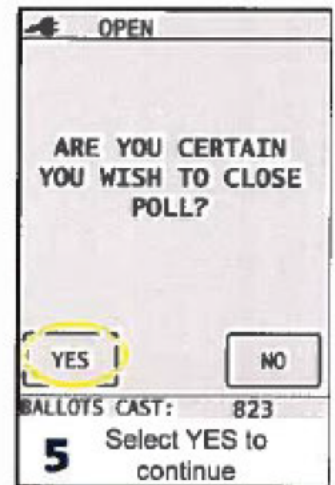 OPEN
ARE YOU CERTAIN
YOU WISH TO CLOSE
POLL?
YES NO
BALLOTS CAST: 823
5 Select YES to
continue